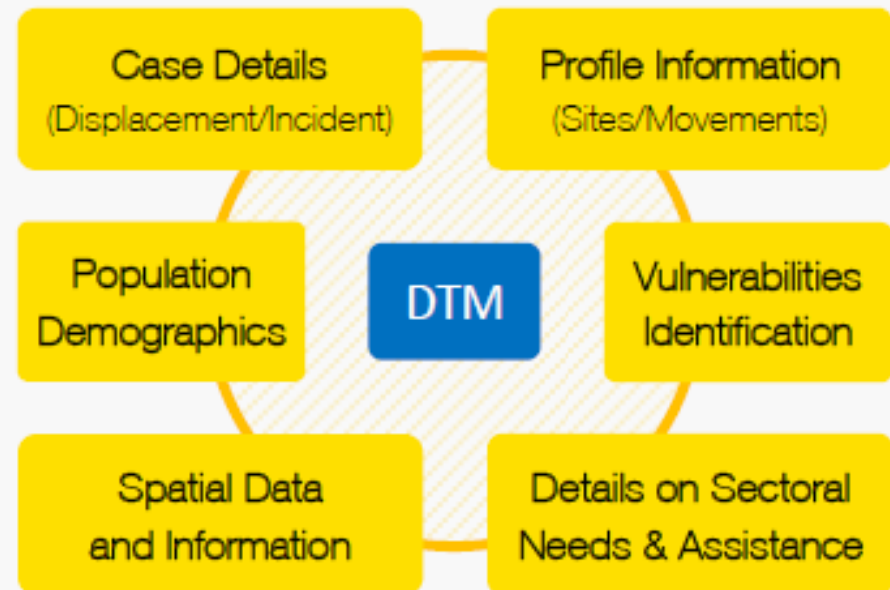 Case Details
(Displacement/Incident)
Profile Information
(Sites/Movements)
Population
Demographics
DTM
Vulnerabilities
Identification
Spatial Data
and Information
Details on Sectoral
Needs & Assistance